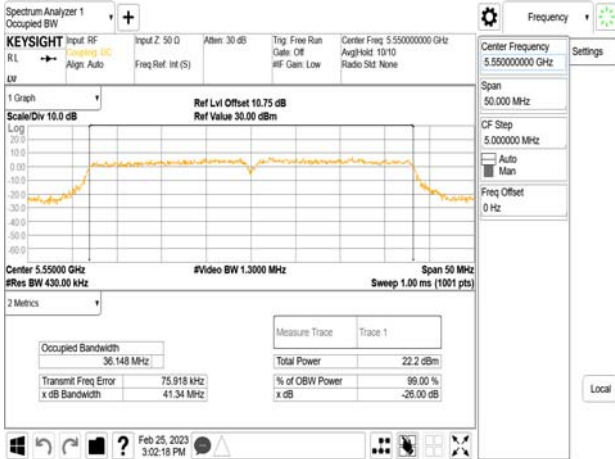 Spectrum Analyzer 1
Occupied BW
+
Frequency
KEYSIGHT
RL
Input: RF
Coupling: DC
Align: Auto
Input Z: 50 Ω
Freq Ref: Int (S)
Atten: 30 dB
Trig: Free Run
Gate: Off
#IF Gain: Low
Center Freq: 5.550000000 GHz
Avg|Hold: 10/10
Radio Std: None
Center Frequency
5.550000000 GHz
Settings
Span
50.000 MHz
CF Step
5.000000 MHz
Auto
Man
Freq Offset
0 Hz
Local
1 Graph
Scale/Div 10.0 dB
Ref Lvl Offset 10.75 dB
Ref Value 30.00 dBm
Log
20.0
10.0
0.00
-10.0
-20.0
-30.0
-40.0
-50.0
-60.0
Center 5.55000 GHz
#Video BW 1.3000 MHz
Span 50 MHz
#Res BW 430.00 kHz
Sweep 1.00 ms (1001 pts)
2 Metrics
Measure Trace
Trace 1
Occupied Bandwidth
36.148 MHz
Total Power
22.2 dBm
Transmit Freq Error
75.918 kHz
% of OBW Power
99.00 %
x dB Bandwidth
41.34 MHz
x dB
-26.00 dB
?
Feb 25, 2023
3:02:18 PM